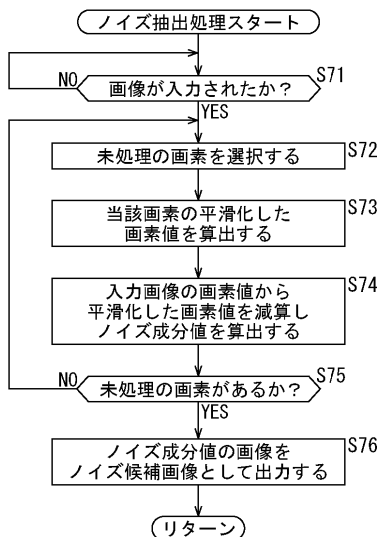 ノイズ抽出処理スタート
NO
画像が入力されたか?
S71
YES
未処理の画素を選択する
S72
当該画素の平滑化した
画素値を算出する
S73
入力画像の画素値から
平滑化した画素値を減算し
ノイズ成分値を算出する
S74
NO
未処理の画素があるか?
S75
YES
ノイズ成分値の画像を
ノイズ候補画像として出力する
S76
リターン